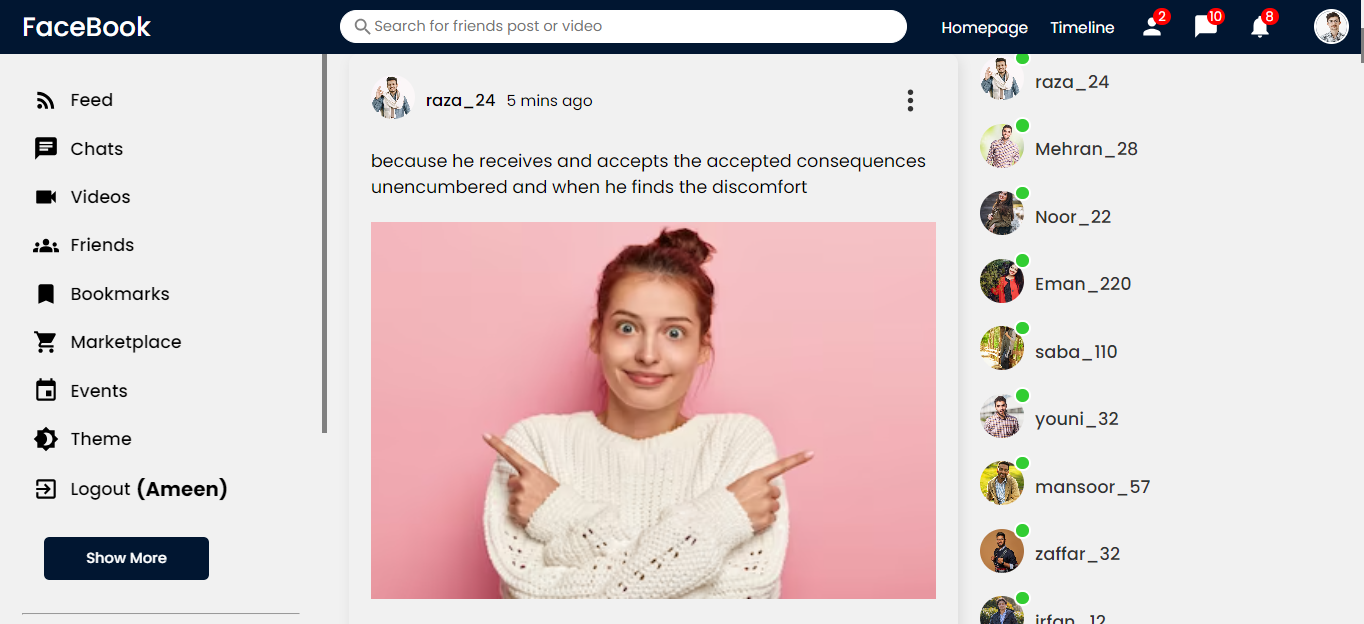 FaceBook
Search for friends post or video
Homepage
Timeline
2
10
8
Feed
Chats
Videos
Friends
Bookmarks
Marketplace
Events
Theme
Logout (Ameen)
Show More
raza_24 5 mins ago
because he receives and accepts the accepted consequences
unencumbered and when he finds the discomfort
raza_24
Mehran_28
Noor_22
Eman_220
saba_110
youni_32
mansoor_57
zaffar_32
irfan_12